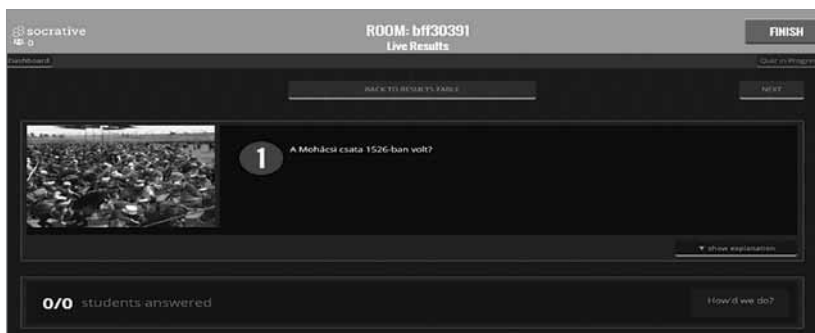 socrative
ROOM: bff30391
FINISH
0
Live Results
Dashboard
Quiz in Progres
BACK TO RESULTS TABLE
NEXT
1
A Mohácsi csata 1526-ban volt?
▼ show explanation
0/0 students answered
How'd we do?